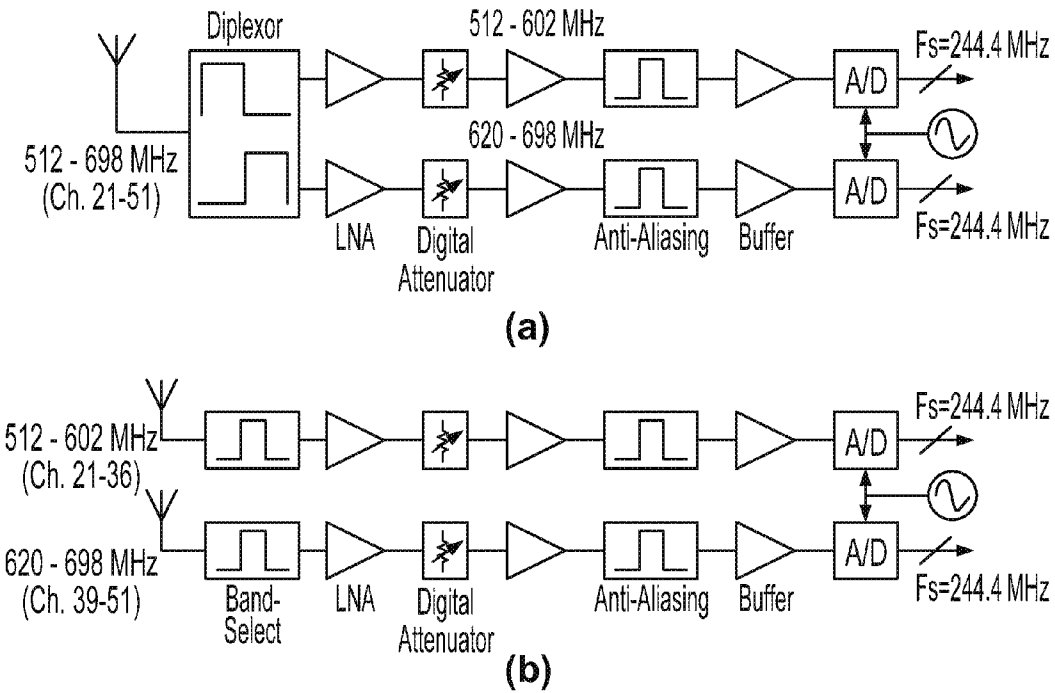 Diplexor
512 - 602 MHz
Fs=244.4 MHz
A/D
512 - 698 MHz
(Ch. 21-51)
620 - 698 MHz
A/D
Fs=244.4 MHz
LNA
Digital
Attenuator
Anti-Aliasing
Buffer
(a)
512 - 602 MHz
(Ch. 21-36)
Fs=244.4 MHz
A/D
620 - 698 MHz
(Ch. 39-51)
A/D
Fs=244.4 MHz
Band-
Select
LNA
Digital
Attenuator
Anti-Aliasing
Buffer
(b)